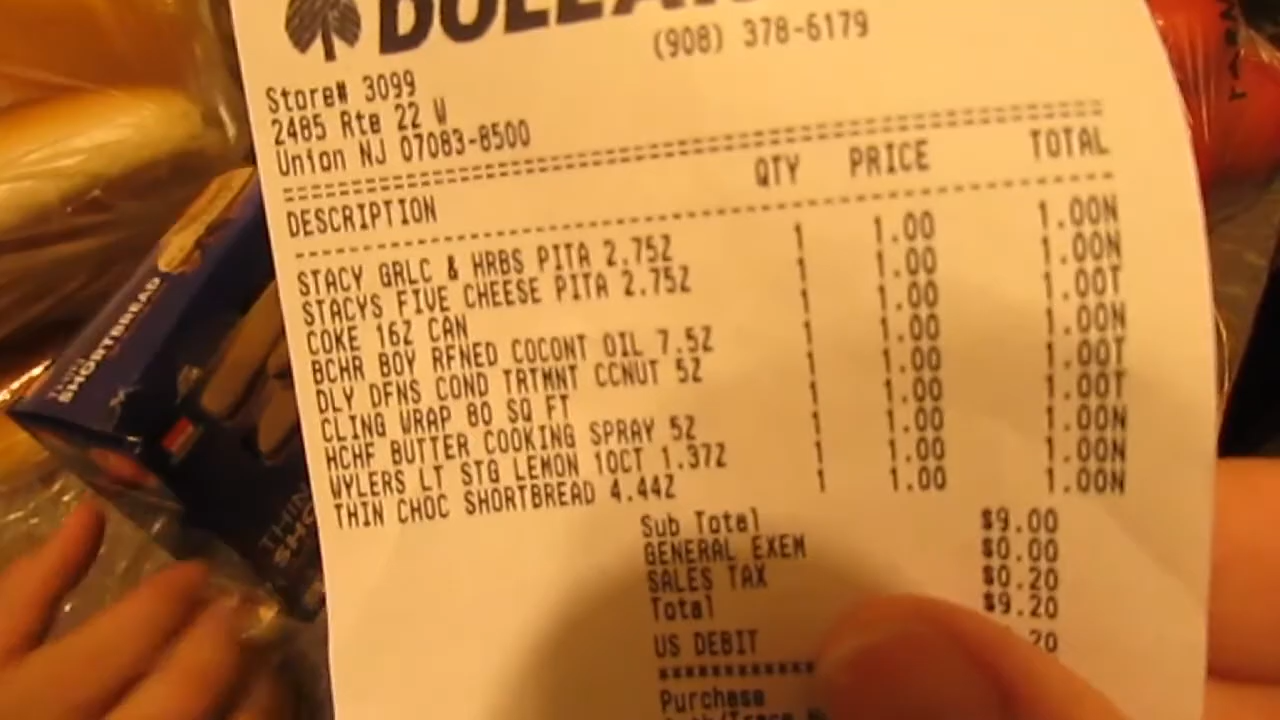 (908) 378-6179
Store# 3099
2485 Rte 22 W
Union NJ 07083-8500
DESCRIPTION QTY PRICE TOTAL
STACY GRLC & HRBS PITA 2.75Z 1 1.00 1.00N
STACYS FIVE CHEESE PITA 2.75Z 1 1.00 1.00N
COKE 16Z CAN 1 1.00 1.00T
BCHR BOY RFNED COCONT OIL 7.5Z 1 1.00 1.00N
DLY DFNS COND TRTMNT CCNUT 5Z 1 1.00 1.00T
CLING WRAP 80 SQ FT 1 1.00 1.00T
HCHF BUTTER COOKING SPRAY 5Z 1 1.00 1.00N
WYLERS LT STG LEMON 10CT 1.37Z 1 1.00 1.00N
THIN CHOC SHORTBREAD 4.44Z 1 1.00 1.00N
Sub Total $9.00
GENERAL EXEM $0.00
SALES TAX $0.20
Total $9.20
US DEBIT 20
************
Purchase
SHORTBREAD
THIN